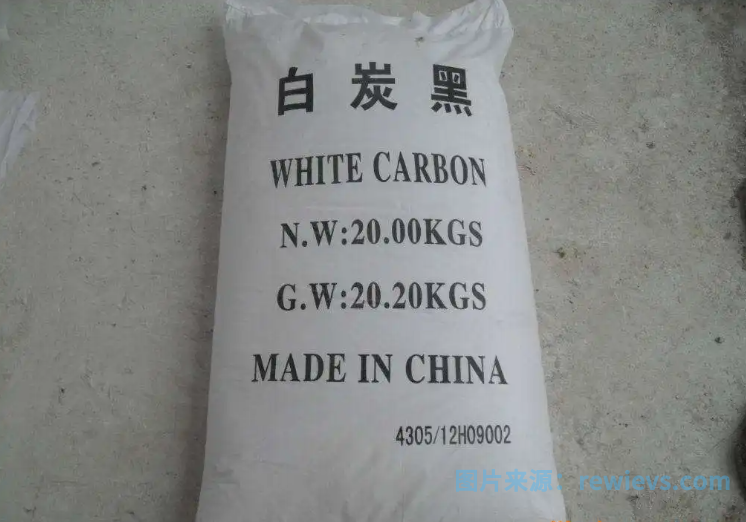 白炭黑
WHITE CARBON
N.W:20.00KGS
G.W:20.20KGS
MADE IN CHINA
4305/12H09002
图片来源：rewievs.com